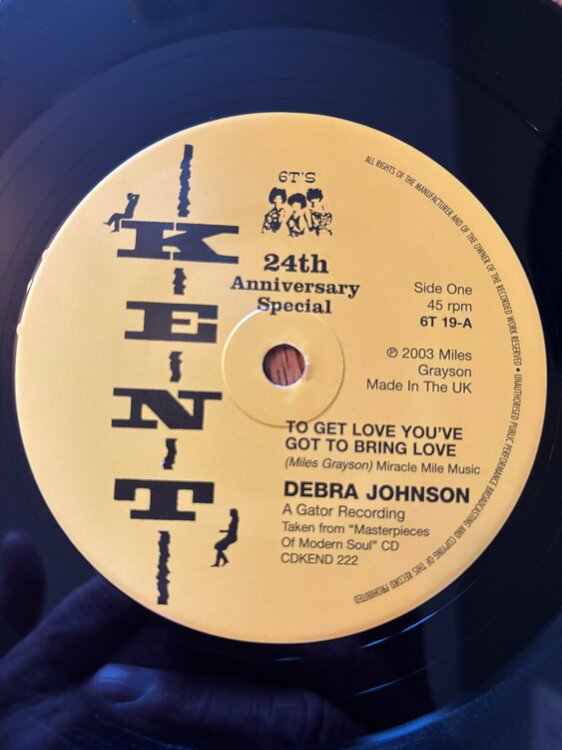 KENT
6T'S
24th
Anniversary
Special
Side One
45 rpm
6T 19-A
℗ 2003 Miles
Grayson
Made In The UK
TO GET LOVE YOU'VE
GOT TO BRING LOVE
(Miles Grayson) Miracle Mile Music
DEBRA JOHNSON
A Gator Recording
Taken from "Masterpieces
Of Modern Soul" CD
CDKEND 222
ALL RIGHTS OF THE MANUFACTURER AND OF THE OWNER OF THE RECORDED WORK RESERVED • UNAUTHORISED PUBLIC PERFORMANCE BROADCASTING AND COPYING OF THIS RECORD PROHIBITED